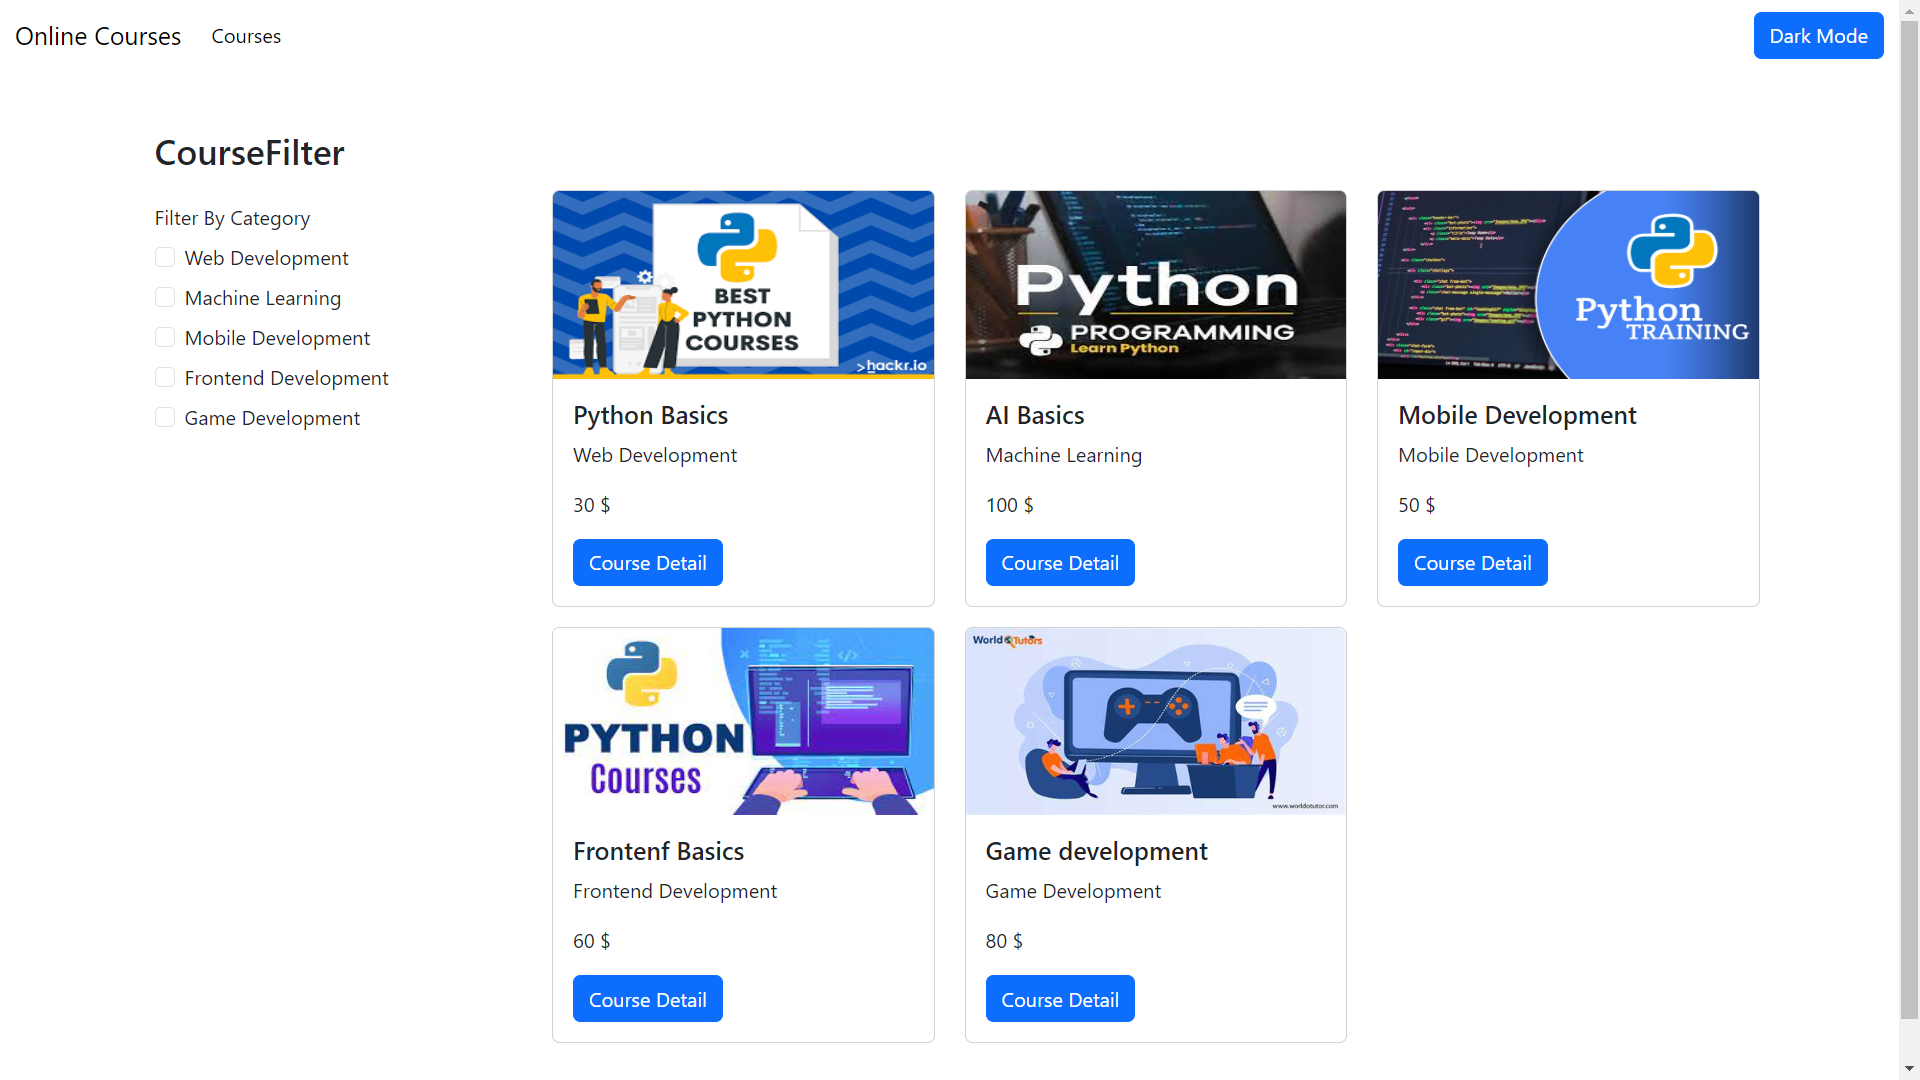 Online Courses
Courses
Dark Mode
CourseFilter
Filter By Category
Web Development
Machine Learning
Mobile Development
Frontend Development
Game Development
BEST
PYTHON
COURSES
>hackr.io
Python Basics
Web Development
30 $
Course Detail
Python
PROGRAMMING
Learn Python
AI Basics
Machine Learning
100 $
Course Detail
Python
TRAINING
Mobile Development
Mobile Development
50 $
Course Detail
PYTHON
Courses
Frontenf Basics
Frontend Development
60 $
Course Detail
World Tutors
www.worldotutor.com
Game development
Game Development
80 $
Course Detail